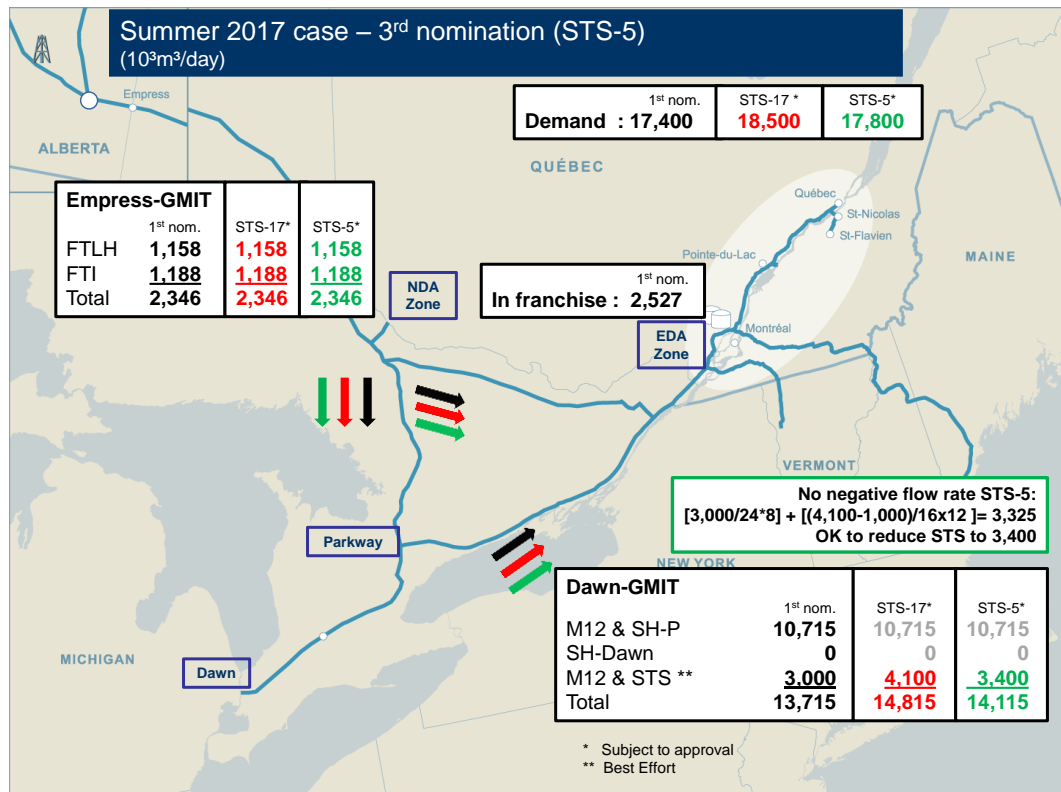 Summer 2017 case – 3rd nomination (STS-5)
(10³m³/day)
Empress
ALBERTA
1st nom. STS-17 * STS-5*
Demand : 17,400 18,500 17,800
QUÉBEC
Empress-GMIT
1st nom. STS-17* STS-5*
FTLH 1,158 1,158 1,158
FTI 1,188 1,188 1,188
Total 2,346 2,346 2,346
Québec
St-Nicolas
St-Flavien
Pointe-du-Lac
MAINE
NDA
Zone
1st nom.
In franchise : 2,527
EDA
Zone
Montréal
VERMONT
No negative flow rate STS-5:
[3,000/24*8] + [(4,100-1,000)/16x12 ]= 3,325
OK to reduce STS to 3,400
Parkway
NEW YORK
Dawn-GMIT
1st nom. STS-17* STS-5*
M12 & SH-P 10,715 10,715 10,715
SH-Dawn 0 0 0
M12 & STS ** 3,000 4,100 3,400
Total 13,715 14,815 14,115
MICHIGAN
Dawn
* Subject to approval
** Best Effort